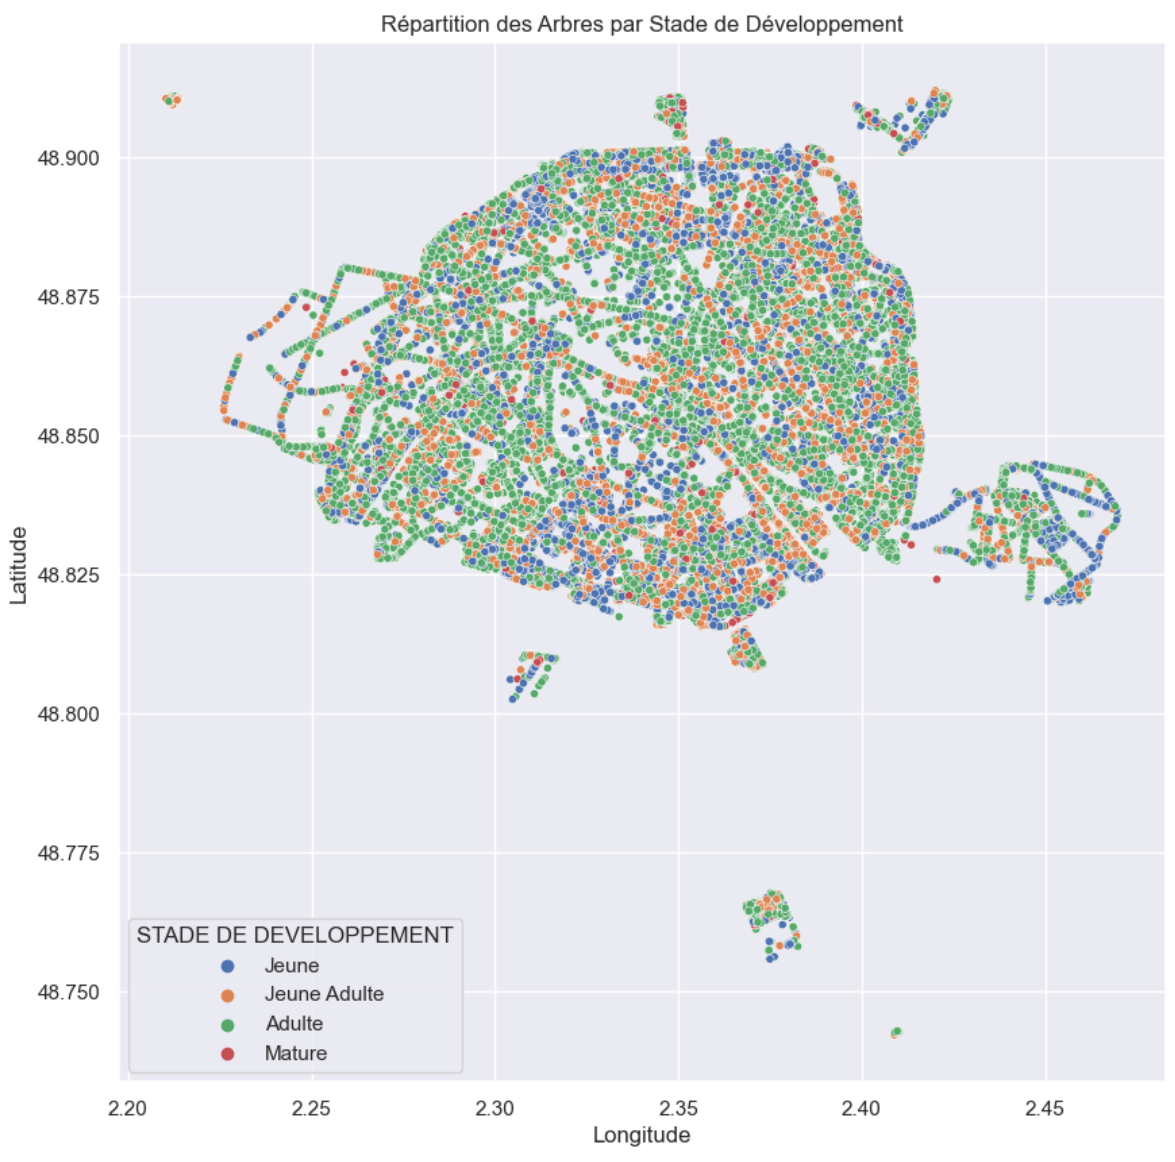 Répartition des Arbres par Stade de Développement
48.900
48.875
48.850
48.825
48.800
48.775
48.750
Latitude
STADE DE DEVELOPPEMENT
Jeune
Jeune Adulte
Adulte
Mature
2.20 2.25 2.30 2.35 2.40 2.45
Longitude